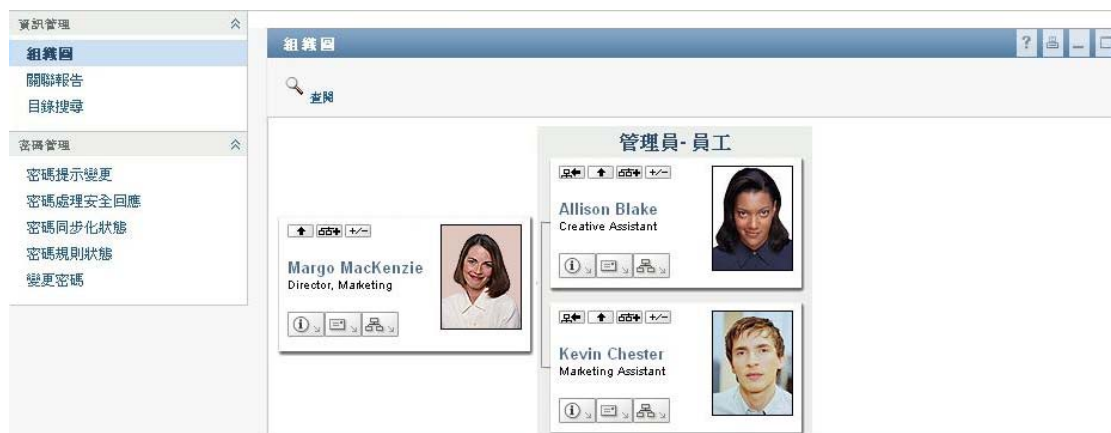 資訊管理
組織圖
關聯報告
目錄搜尋
密碼管理
密碼提示變更
密碼處理安全回應
密碼同步化狀態
密碼規則狀態
變更密碼
組織圖
?
查閱
管理員-員工
Margo MacKenzie
Director, Marketing
+/-
Allison Blake
Creative Assistant
+/-
Kevin Chester
Marketing Assistant
+/-